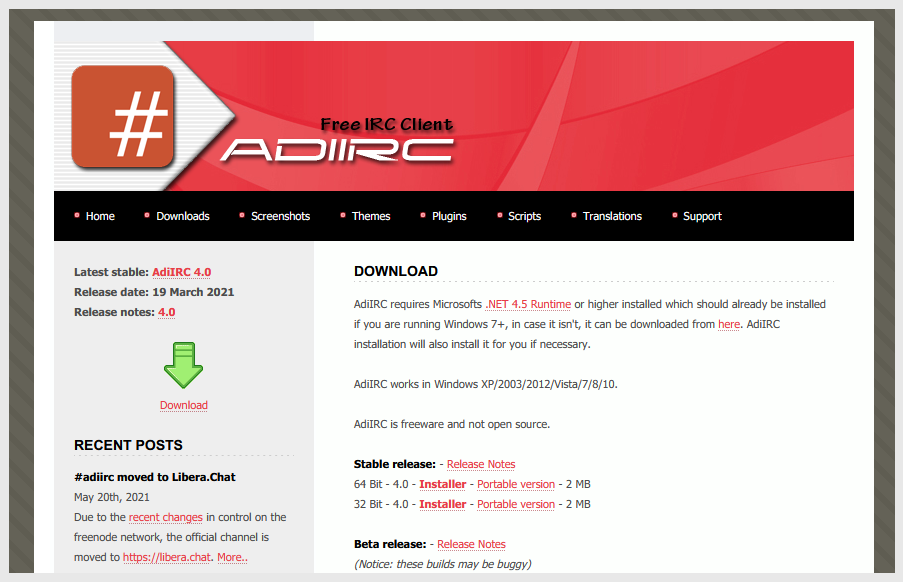 #
Free IRC Client
ADIIRC
Home Downloads Screenshots Themes Plugins Scripts Translations Support
Latest stable: AdiIRC 4.0
Release date: 19 March 2021
Release notes: 4.0
Download
RECENT POSTS
#adiirc moved to Libera.Chat
May 20th, 2021
Due to the recent changes in control on the
freenode network, the official channel is
moved to https://libera.chat. More..
DOWNLOAD
AdiIRC requires Microsofts .NET 4.5 Runtime or higher installed which should already be installed
if you are running Windows 7+, in case it isn't, it can be downloaded from here. AdiIRC
installation will also install it for you if necessary.
AdiIRC works in Windows XP/2003/2012/Vista/7/8/10.
AdiIRC is freeware and not open source.
Stable release: - Release Notes
64 Bit - 4.0 - Installer - Portable version - 2 MB
32 Bit - 4.0 - Installer - Portable version - 2 MB
Beta release: - Release Notes
(Notice: these builds may be buggy)